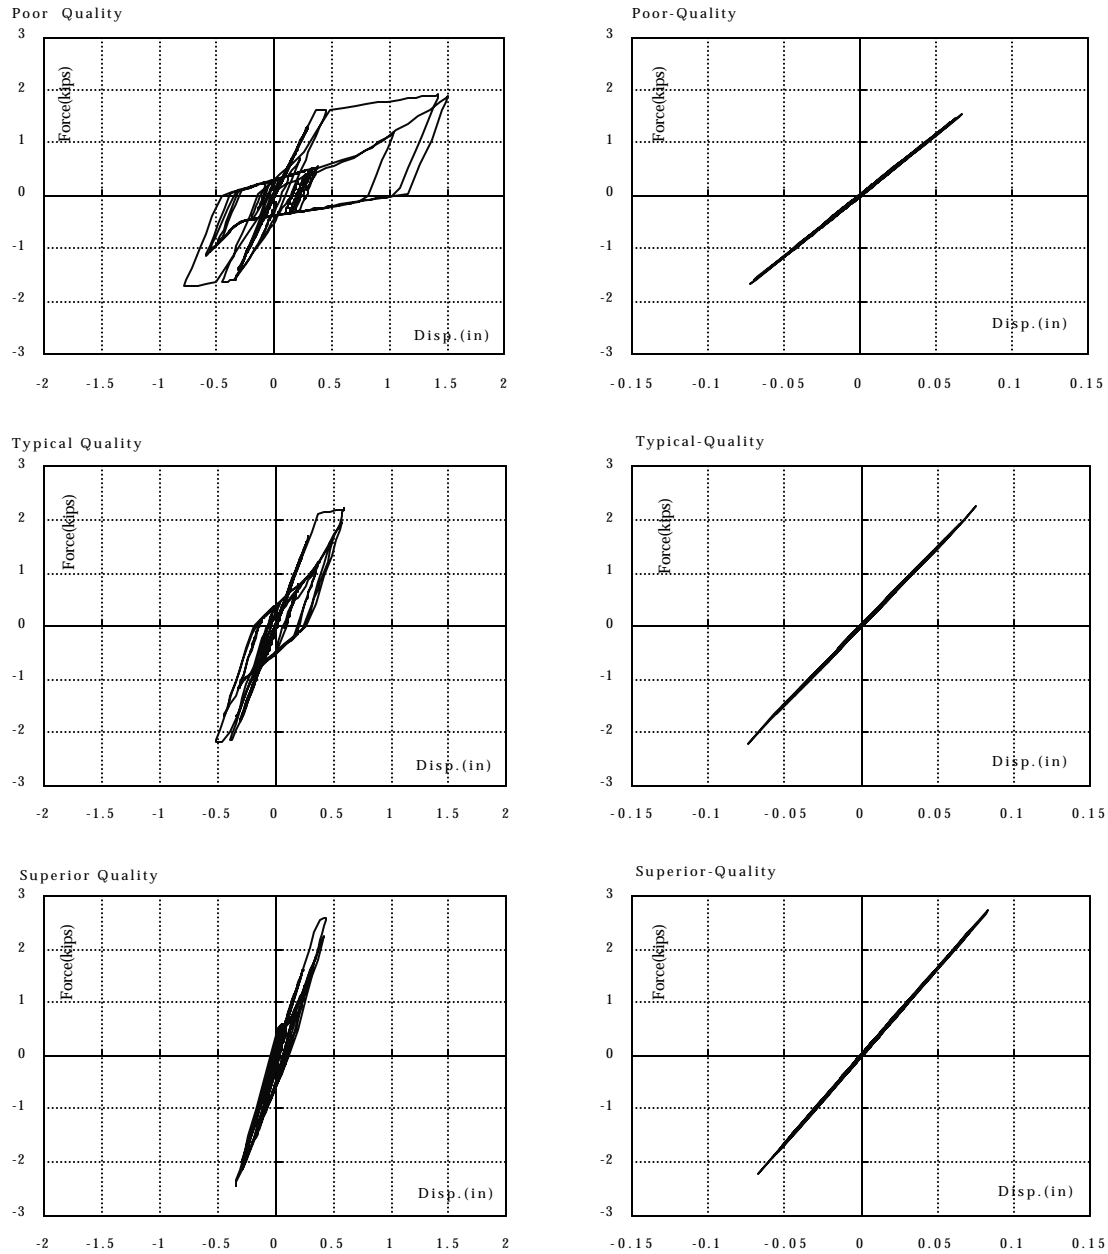 Poor Quality
3
2
1
0
-1
-2
-3
Force(kips)
Disp.(in)
-2 -1.5 -1 -0.5 0 0.5 1 1.5 2
Poor-Quality
3
2
1
0
-1
-2
-3
Force(kips)
Disp.(in)
-0.15 -0.1 -0.05 0 0.05 0.1 0.15
Typical Quality
3
2
1
0
-1
-2
-3
Force(kips)
Disp.(in)
-2 -1.5 -1 -0.5 0 0.5 1 1.5 2
Typical-Quality
3
2
1
0
-1
-2
-3
Force(kips)
Disp.(in)
-0.15 -0.1 -0.05 0 0.05 0.1 0.15
Superior Quality
3
2
1
0
-1
-2
-3
Force(kips)
Disp.(in)
-2 -1.5 -1 -0.5 0 0.5 1 1.5 2
Superior-Quality
3
2
1
0
-1
-2
-3
Force(kips)
Disp.(in)
-0.15 -0.1 -0.05 0 0.05 0.1 0.15